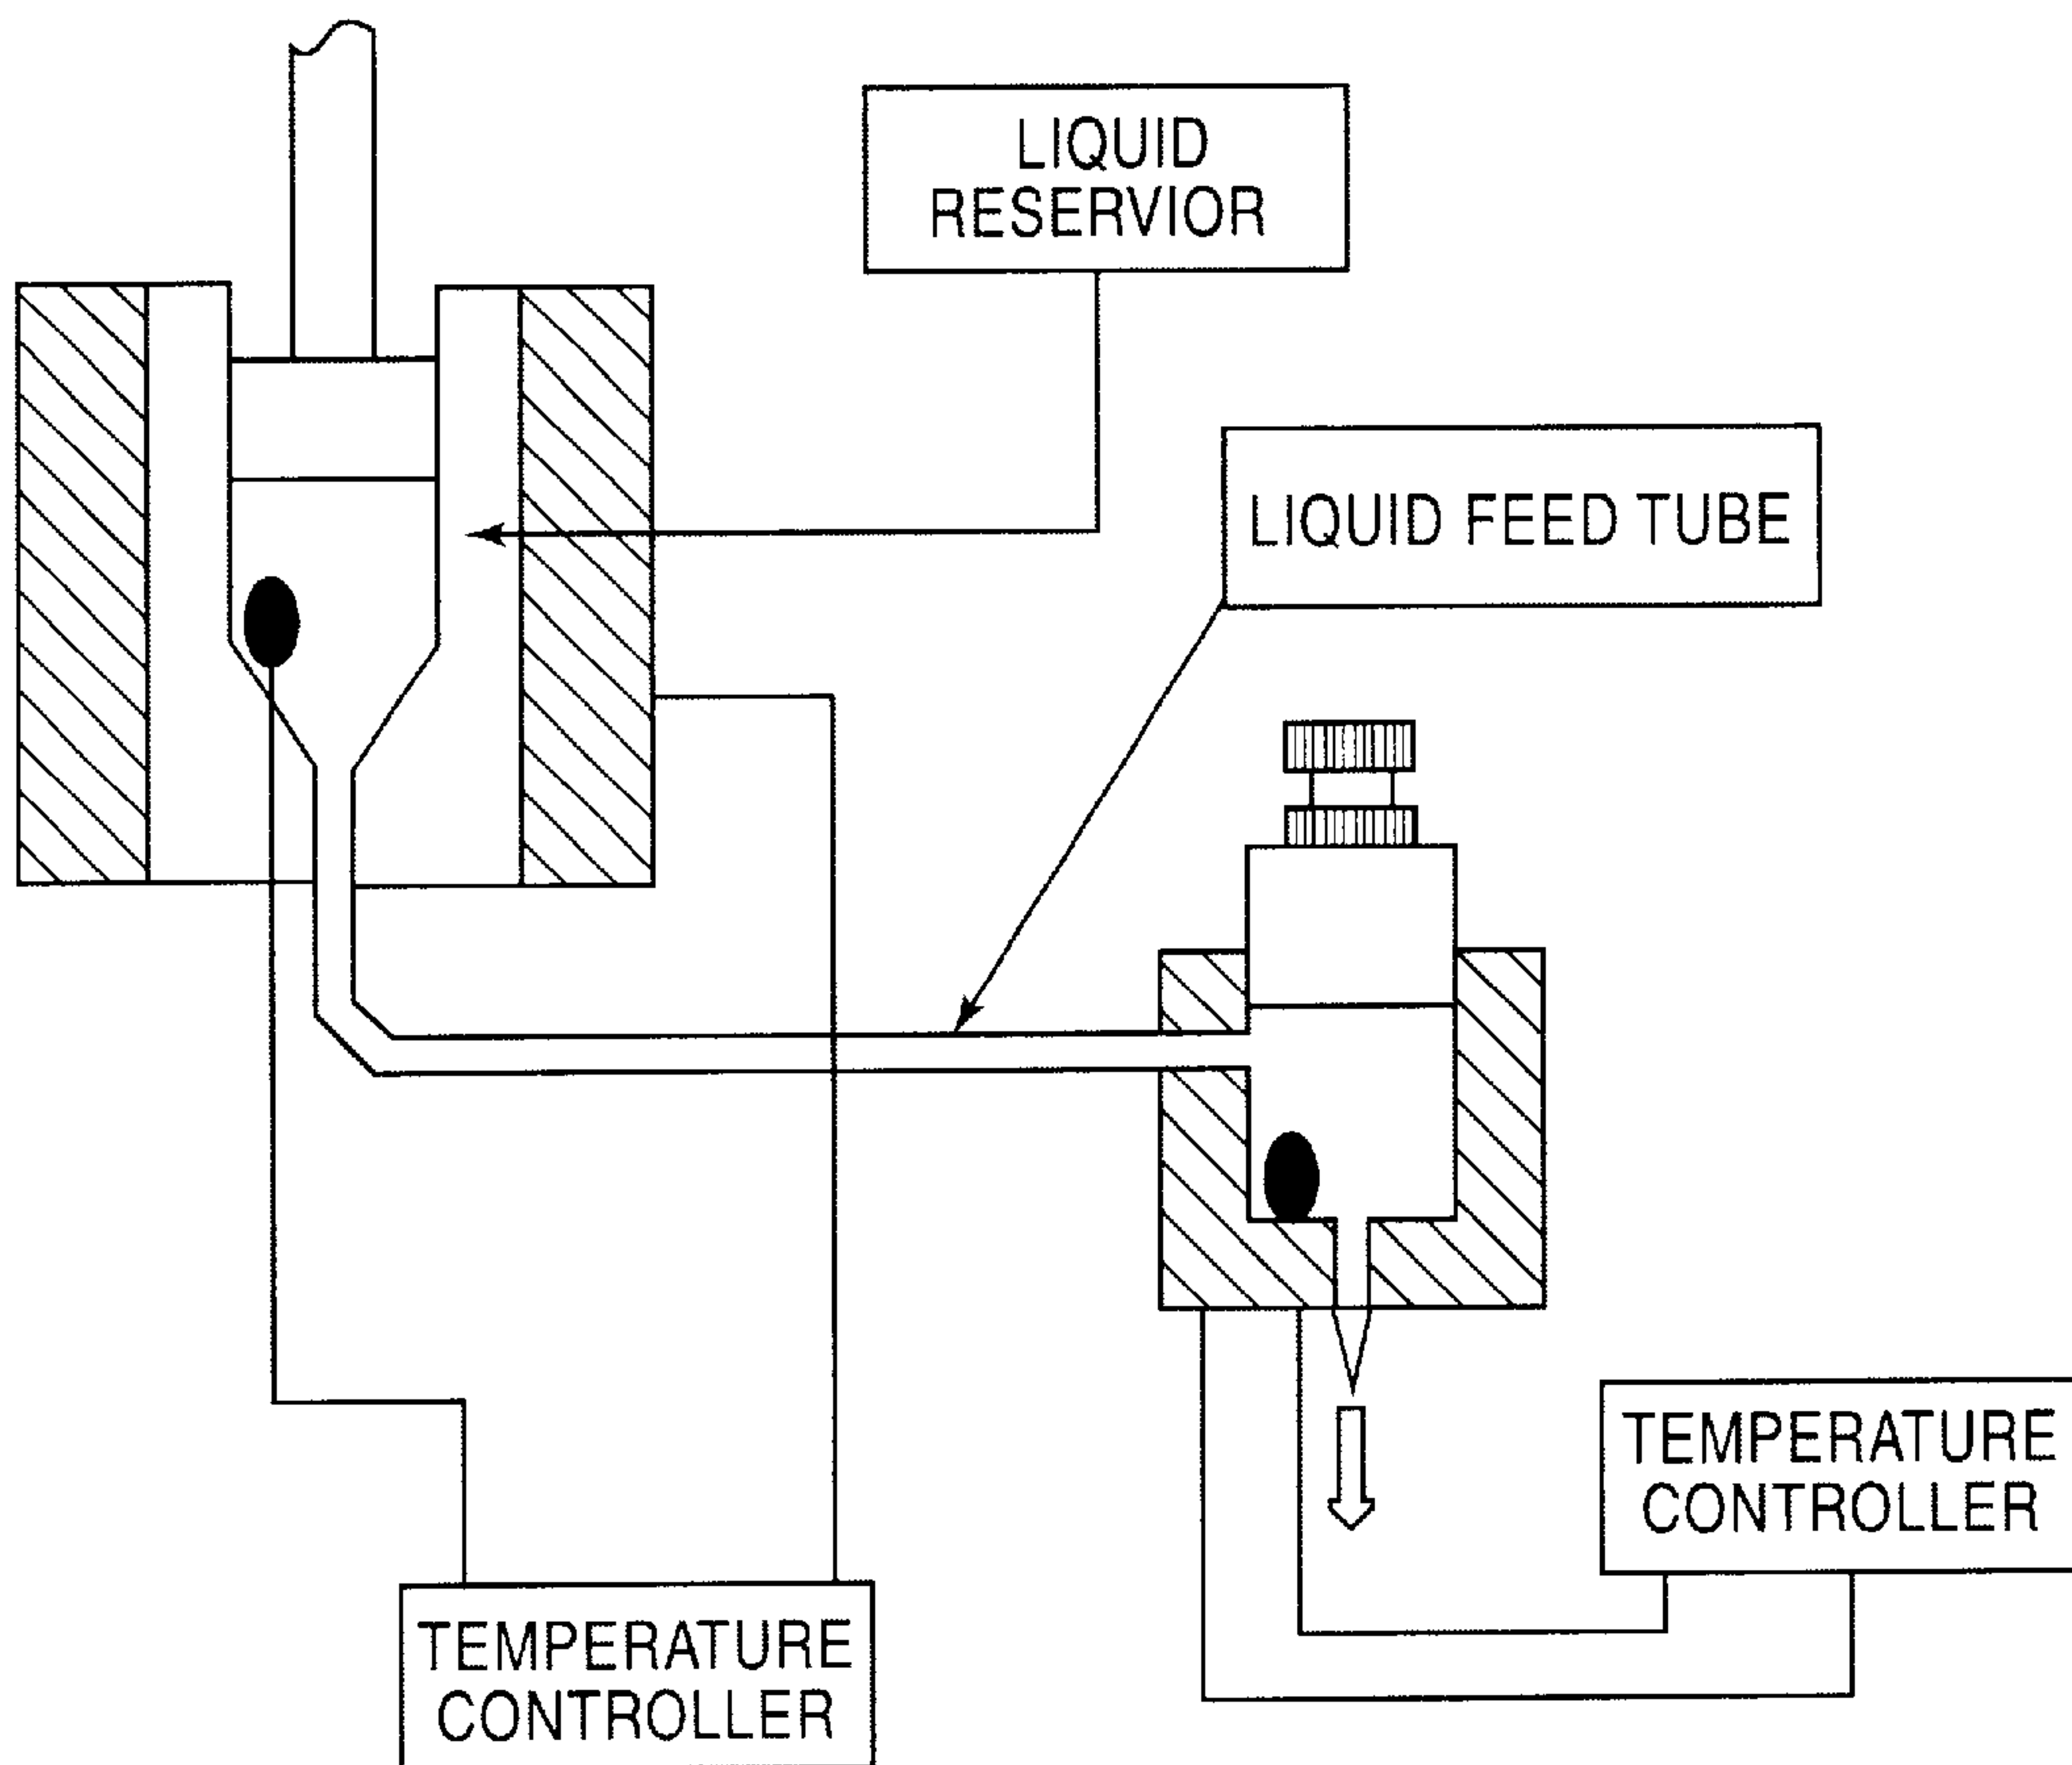 LIQUID
RESERVIOR
LIQUID FEED TUBE
TEMPERATURE
CONTROLLER
TEMPERATURE
CONTROLLER